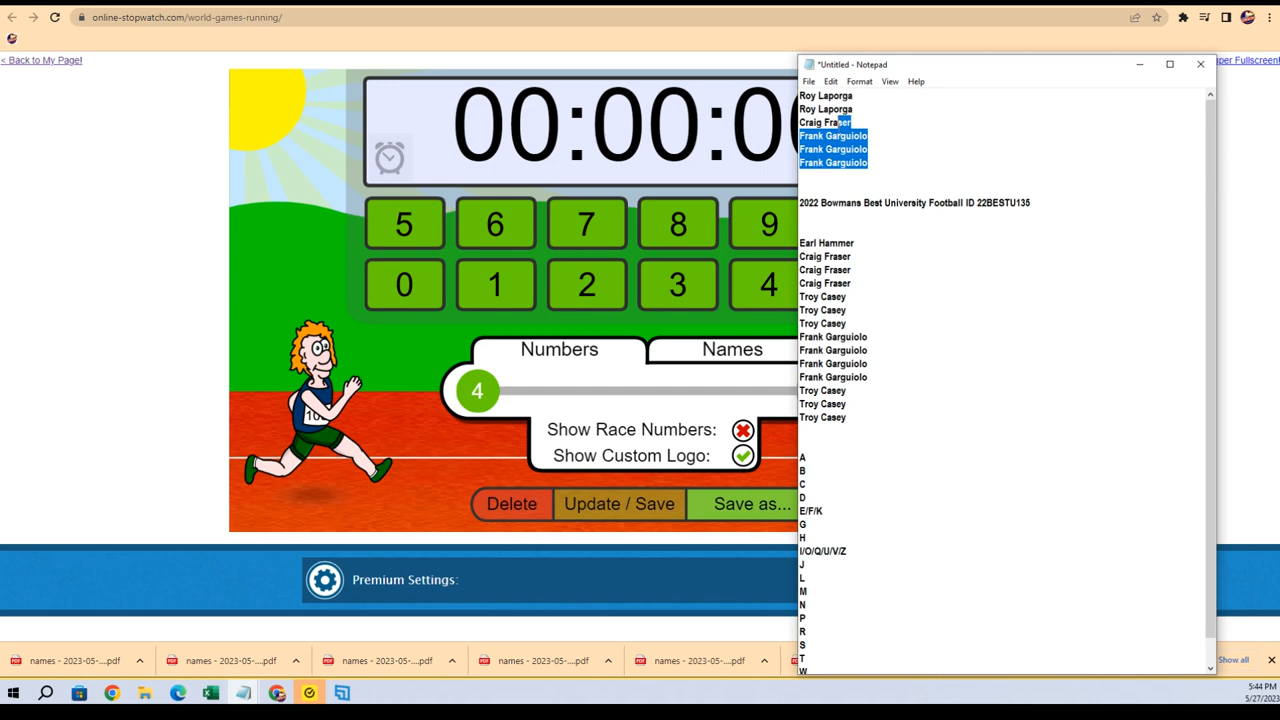 online-stopwatch.com/world-games-running/
< Back to My Page!
00:00:0
5 6 7 8 9
0 1 2 3 4
Numbers Names
4
Show Race Numbers:
Show Custom Logo:
Delete Update / Save Save as...
Premium Settings:
*Untitled - Notepad
File Edit Format View Help
Roy Laporga
Roy Laporga
Craig Fraser
Frank Garguiolo
Frank Garguiolo
Frank Garguiolo
2022 Bowmans Best University Football ID 22BESTU135
Earl Hammer
Craig Fraser
Craig Fraser
Craig Fraser
Troy Casey
Troy Casey
Troy Casey
Frank Garguiolo
Frank Garguiolo
Frank Garguiolo
Frank Garguiolo
Troy Casey
Troy Casey
Troy Casey
A
B
C
D
E/F/K
G
H
I/O/Q/U/V/Z
J
L
M
N
P
R
S
T
W
per Fullscreen!
names - 2023-05-....pdf names - 2023-05-....pdf names - 2023-05-....pdf names - 2023-05-....pdf names - 2023-05-....pdf Show all
5:44 PM
5/27/2023